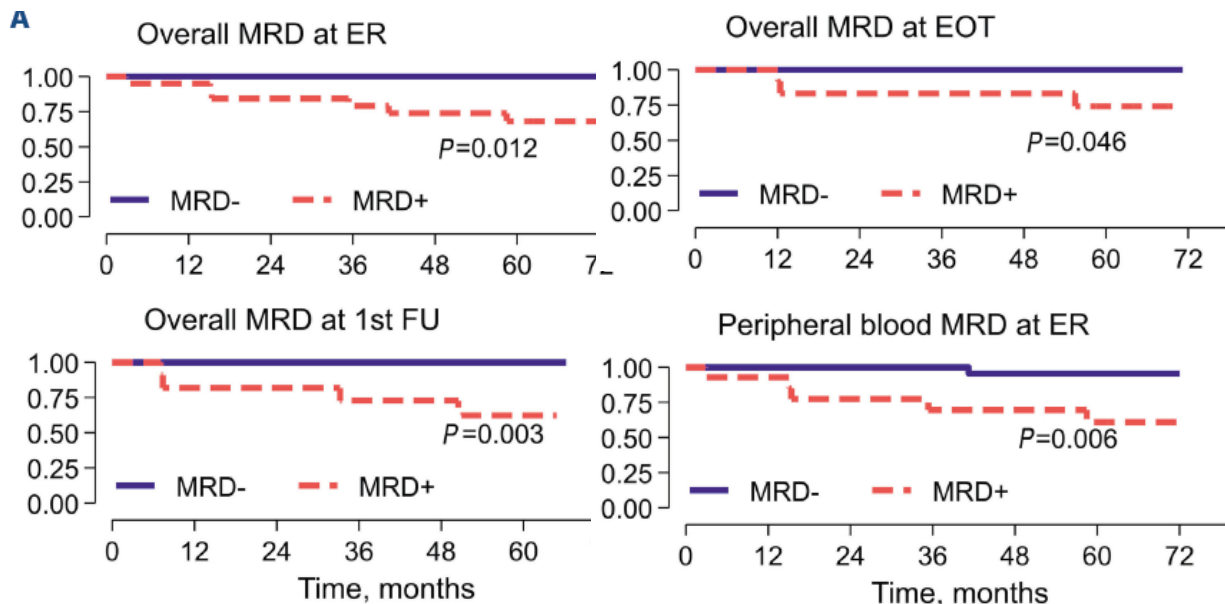 A
Overall MRD at ER
1.00
0.75
0.50
0.25
0.00
P=0.012
MRD- MRD+
0 12 24 36 48 60
Overall MRD at EOT
1.00
0.75
0.50
0.25
0.00
P=0.046
MRD- MRD+
0 12 24 36 48 60 72
Overall MRD at 1st FU
1.00
0.75
0.50
0.25
0.00
P=0.003
MRD- MRD+
0 12 24 36 48 60
Time, months
Peripheral blood MRD at ER
1.00
0.75
0.50
0.25
0.00
P=0.006
MRD- MRD+
0 12 24 36 48 60 72
Time, months